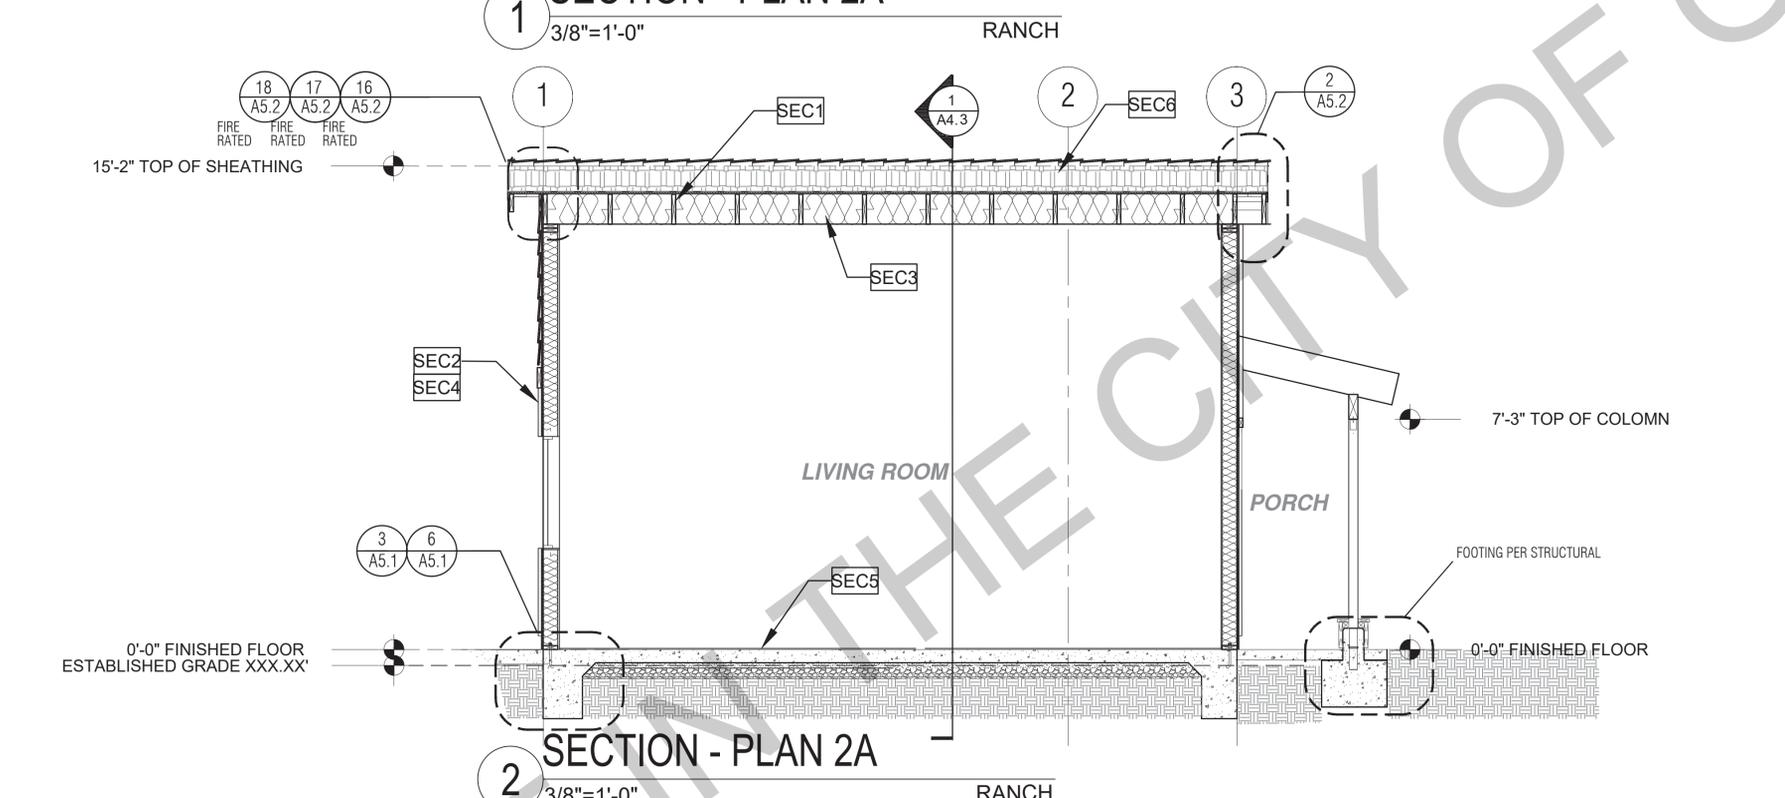 SECTION - PLAN 2A
1
3/8"=1'-0"
RANCH
18
A5.2
17
A5.2
16
A5.2
FIRE
RATED
FIRE
RATED
FIRE
RATED
1
SEC1
1
A4.3
2
SEC6
3
2
A5.2
15'-2" TOP OF SHEATHING
SEC3
SEC2
SEC4
7'-3" TOP OF COLOMN
LIVING ROOM
PORCH
3
A5.1
6
A5.1
FOOTING PER STRUCTURAL
SEC5
0'-0" FINISHED FLOOR
ESTABLISHED GRADE XXX.XX'
0'-0" FINISHED FLOOR
SECTION - PLAN 2A
2
3/8"=1'-0"
RANCH
IN THE CITY OF